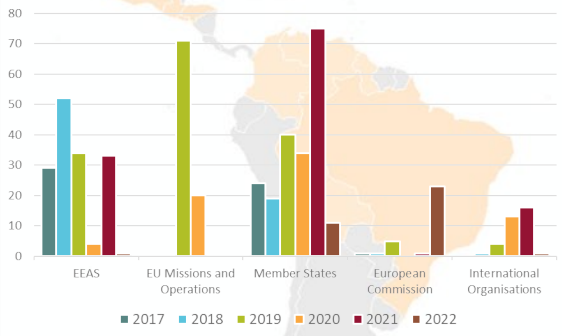 80
70
60
50
40
30
20
10
0
EEAS
EU Missions and
Operations
Member States
European
Commission
International
Organisations
2017 2018 2019 2020 2021 2022